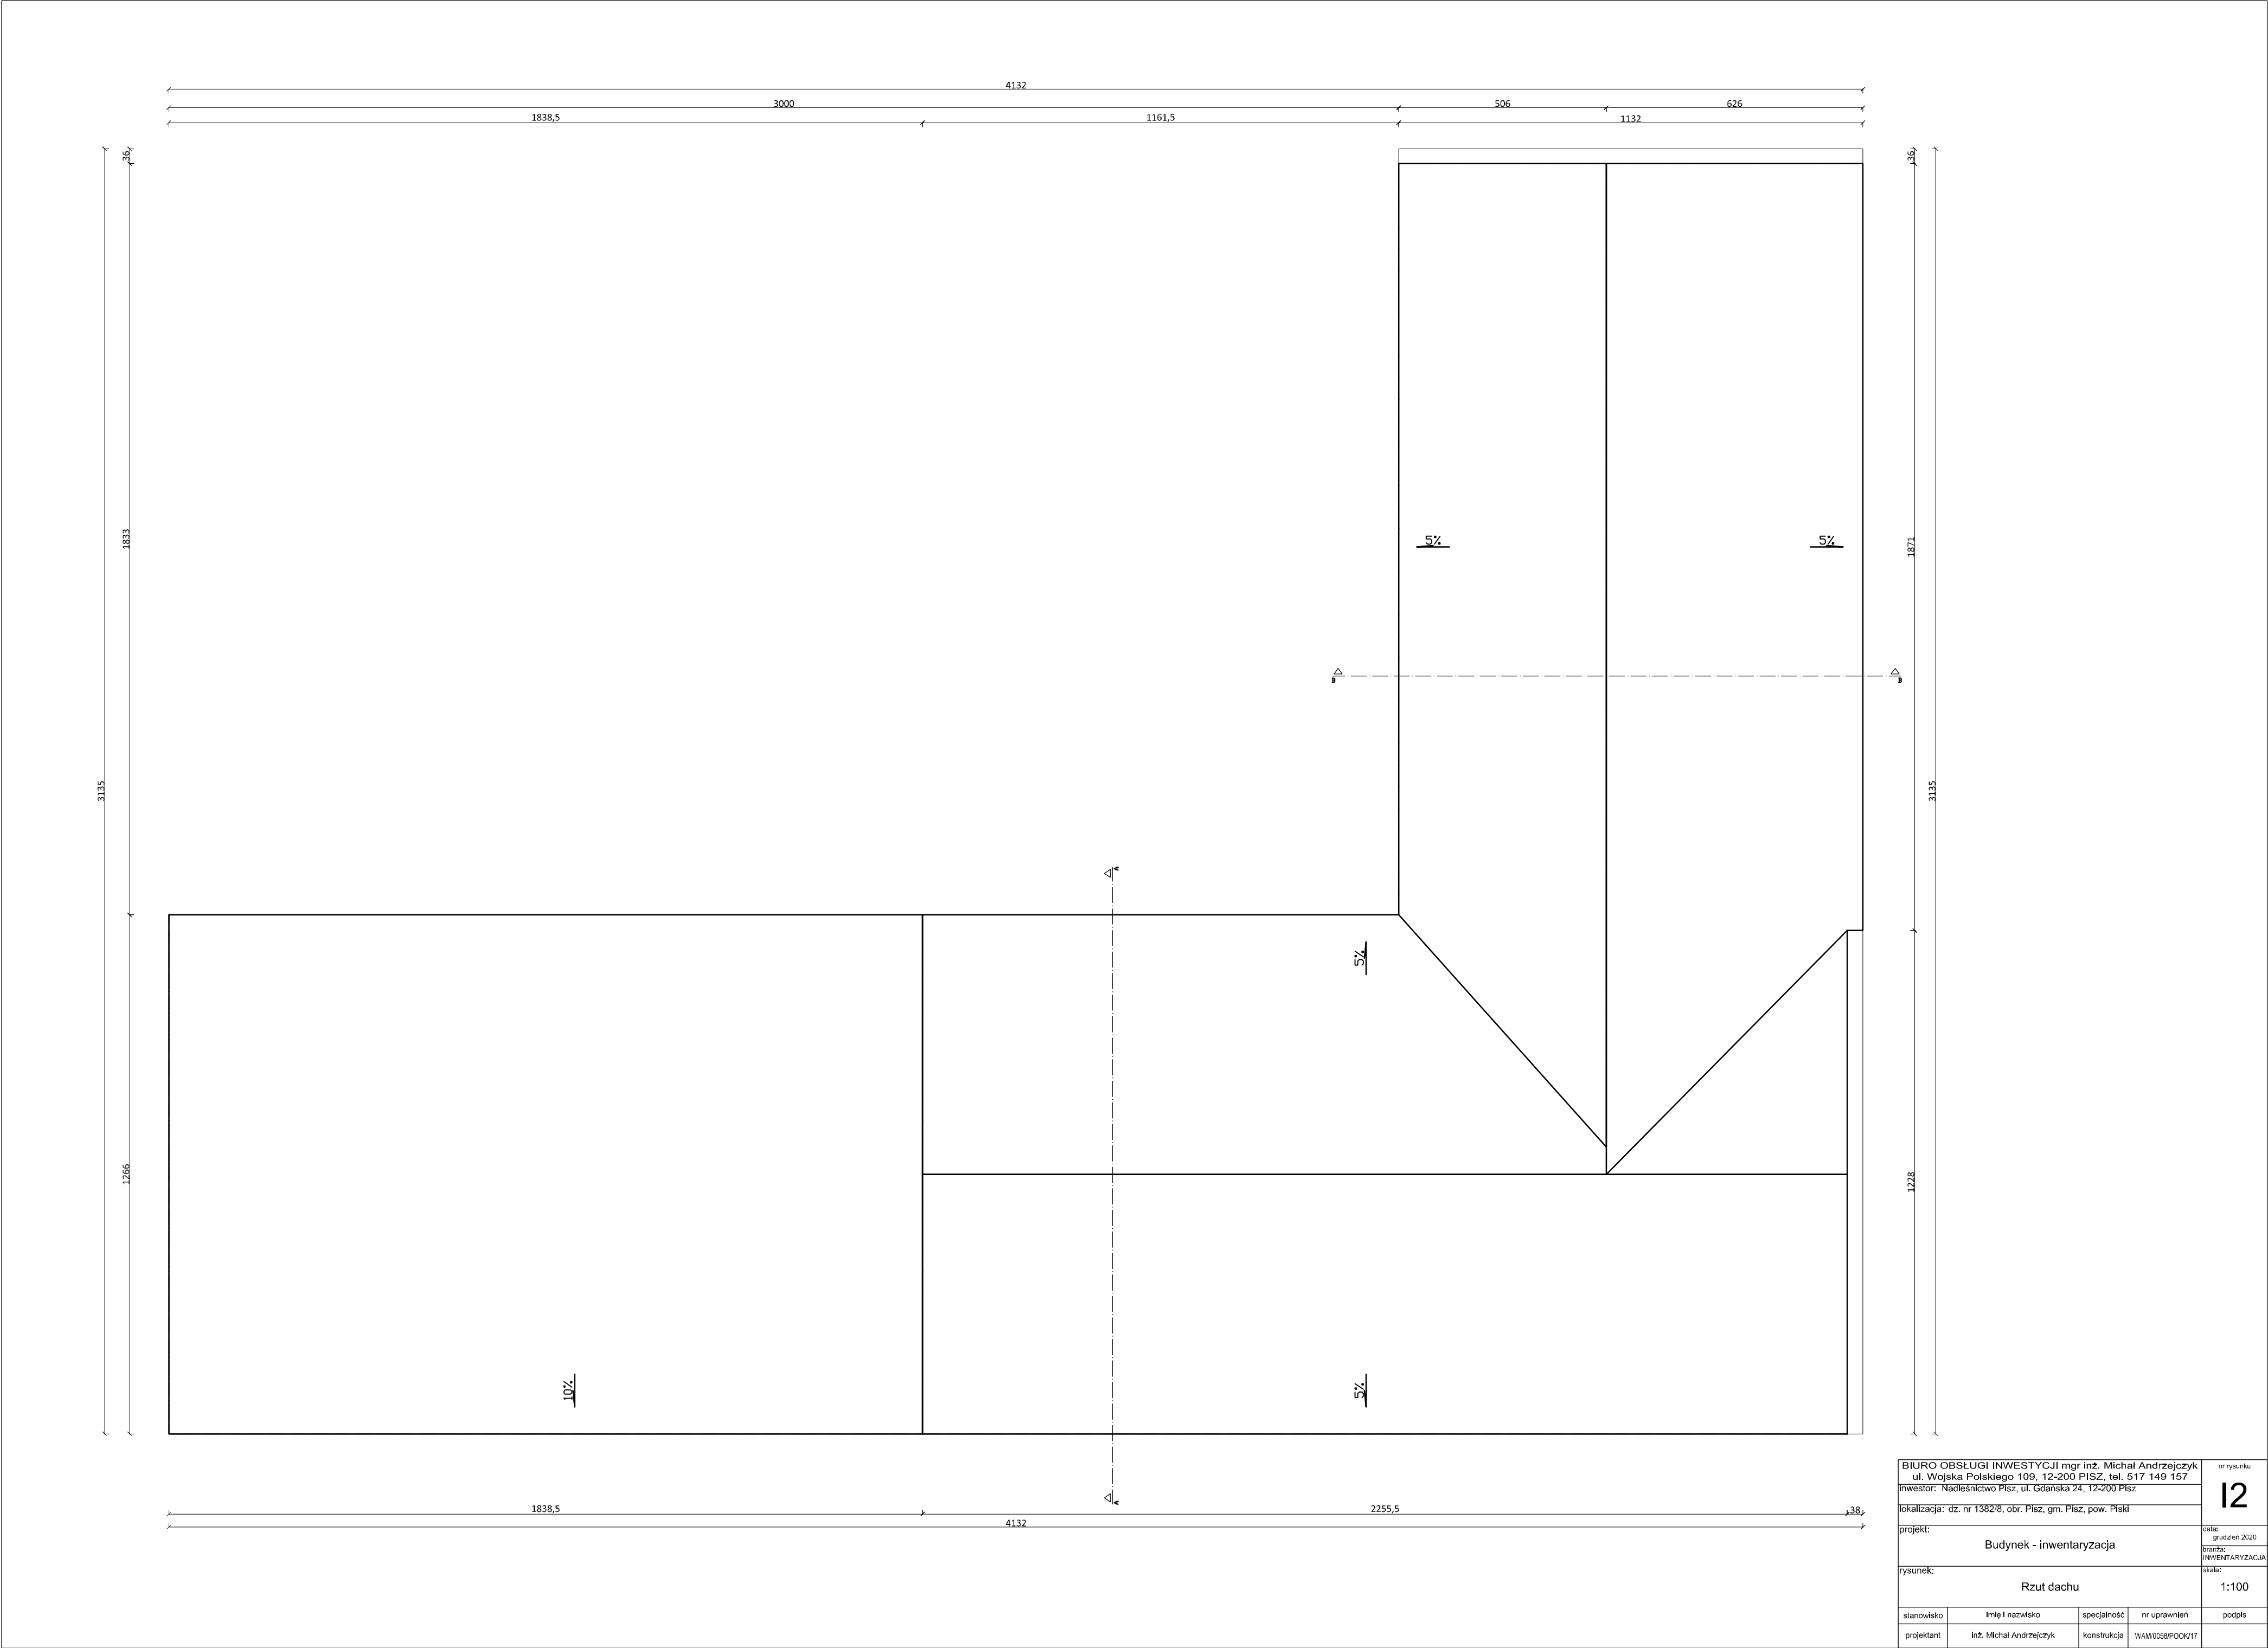 4132
3000
506
626
1838,5
1161,5
1132
36
36
1833
5%
5%
1871
B
B
3135
3135
A
5%
1266
1228
10%
5%
A
1838,5
2255,5
38
4132
BIURO OBSŁUGI INWESTYCJI mgr inż. Michał Andrzejczyk
ul. Wojska Polskiego 109, 12-200 PISZ, tel. 517 149 157
nr rysunku
I2
inwestor: Nadleśnictwo Pisz, ul. Gdańska 24, 12-200 Pisz
lokalizacja: dz. nr 1382/8, obr. Pisz, gm. Pisz, pow. Piski
projekt:
Budynek - inwentaryzacja
data:
grudzień 2020
branża:
INWENTARYZACJA
rysunek:
Rzut dachu
skala:
1:100
stanowisko imię i nazwisko specjalność nr uprawnień podpis
projektant inż. Michał Andrzejczyk konstrukcja WAM/0058/POOK/17